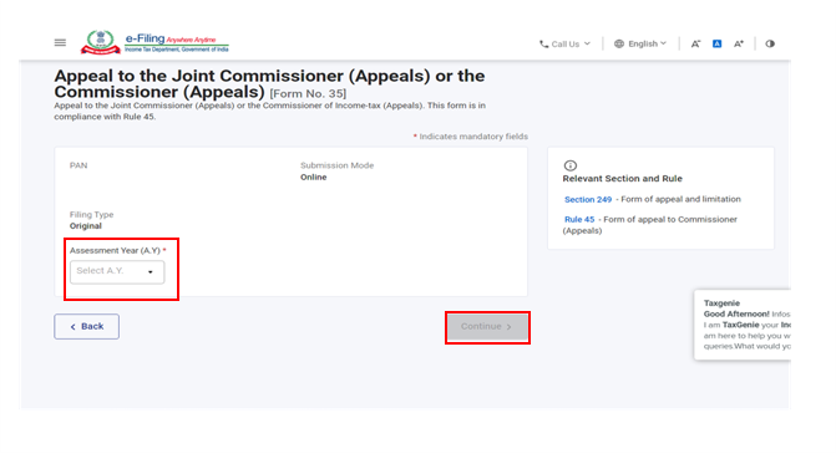 e-Filing Anywhere Anytime
Income Tax Department, Government of India
Call Us
English
A-
A
A+
Appeal to the Joint Commissioner (Appeals) or the
Commissioner (Appeals) [Form No. 35]
Appeal to the Joint Commissioner (Appeals) or the Commissioner of Income-tax (Appeals). This form is in
compliance with Rule 45.
* Indicates mandatory fields
PAN
Submission Mode
Online
Filing Type
Original
Assessment Year (A.Y) *
Select A.Y.
< Back
Continue >
Relevant Section and Rule
Section 249 - Form of appeal and limitation
Rule 45 - Form of appeal to Commissioner
(Appeals)
Taxgenie
Good Afternoon! Infos
I am TaxGenie your In
am here to help you w
queries.What would yo